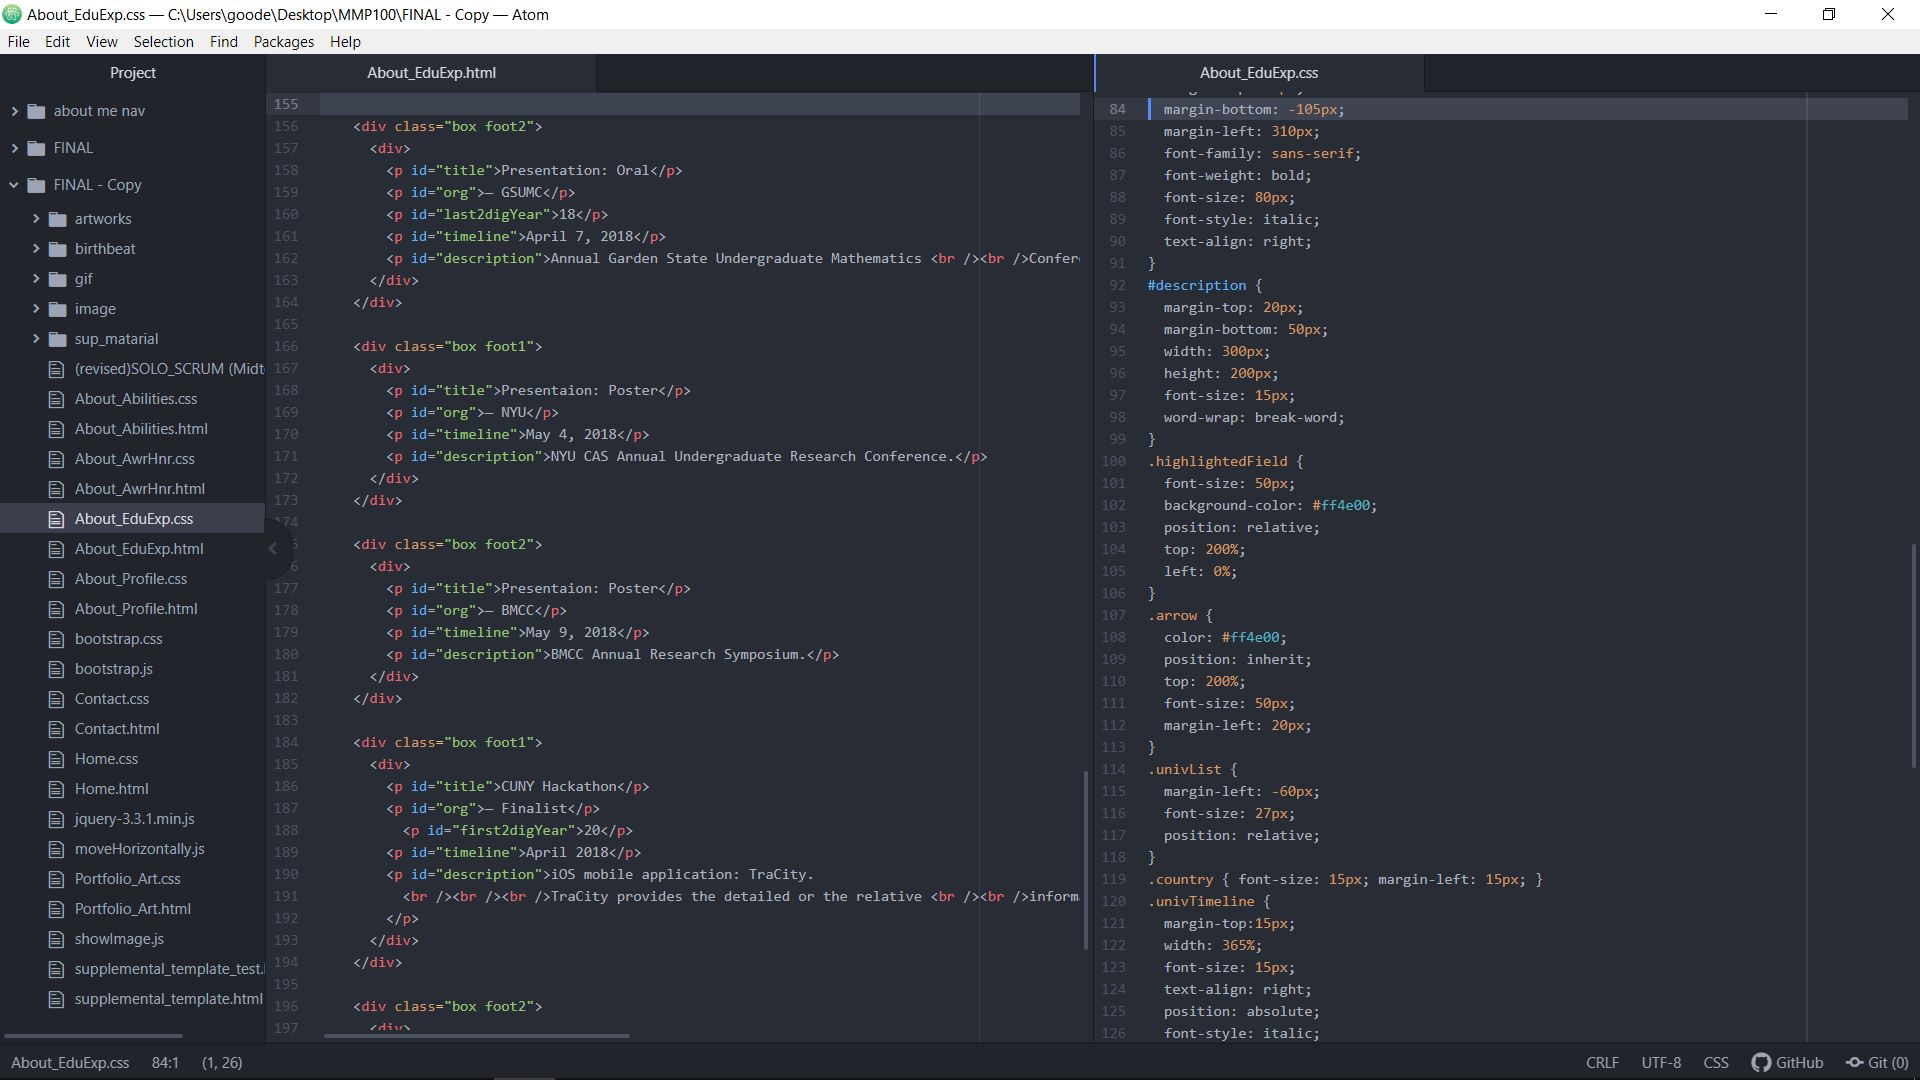 About_EduExp.css — C:\Users\goode\Desktop\MMP100\FINAL - Copy — Atom
File Edit View Selection Find Packages Help
Project
about me nav
FINAL
FINAL - Copy
artworks
birthbeat
gif
image
sup_matarial
(revised)SOLO_SCRUM (Midt
About_Abilities.css
About_Abilities.html
About_AwrHnr.css
About_AwrHnr.html
About_EduExp.css
About_EduExp.html
About_Profile.css
About_Profile.html
bootstrap.css
bootstrap.js
Contact.css
Contact.html
Home.css
Home.html
jquery-3.3.1.min.js
moveHorizontally.js
Portfolio_Art.css
Portfolio_Art.html
showImage.js
supplemental_template_test.
supplemental_template.html
About_EduExp.html
155
156 <div class="box foot2">
157 <div>
158 <p id="title">Presentation: Oral</p>
159 <p id="org">— GSUMC</p>
160 <p id="last2digYear">18</p>
161 <p id="timeline">April 7, 2018</p>
162 <p id="description">Annual Garden State Undergraduate Mathematics <br /><br />Confer
163 </div>
164 </div>
165
166 <div class="box foot1">
167 <div>
168 <p id="title">Presentaion: Poster</p>
169 <p id="org">— NYU</p>
170 <p id="timeline">May 4, 2018</p>
171 <p id="description">NYU CAS Annual Undergraduate Research Conference.</p>
172 </div>
173 </div>
74
5 <div class="box foot2">
6 <div>
177 <p id="title">Presentaion: Poster</p>
178 <p id="org">— BMCC</p>
179 <p id="timeline">May 9, 2018</p>
180 <p id="description">BMCC Annual Research Symposium.</p>
181 </div>
182 </div>
183
184 <div class="box foot1">
185 <div>
186 <p id="title">CUNY Hackathon</p>
187 <p id="org">— Finalist</p>
188 <p id="first2digYear">20</p>
189 <p id="timeline">April 2018</p>
190 <p id="description">iOS mobile application: TraCity.
191 <br /><br /><br />TraCity provides the detailed or the relative <br /><br />inform
192 </p>
193 </div>
194 </div>
195
196 <div class="box foot2">
197 <div>
About_EduExp.css
84 margin-bottom: -105px;
85 margin-left: 310px;
86 font-family: sans-serif;
87 font-weight: bold;
88 font-size: 80px;
89 font-style: italic;
90 text-align: right;
91 }
92 #description {
93 margin-top: 20px;
94 margin-bottom: 50px;
95 width: 300px;
96 height: 200px;
97 font-size: 15px;
98 word-wrap: break-word;
99 }
100 .highlightedField {
101 font-size: 50px;
102 background-color: #ff4e00;
103 position: relative;
104 top: 200%;
105 left: 0%;
106 }
107 .arrow {
108 color: #ff4e00;
109 position: inherit;
110 top: 200%;
111 font-size: 50px;
112 margin-left: 20px;
113 }
114 .univList {
115 margin-left: -60px;
116 font-size: 27px;
117 position: relative;
118 }
119 .country { font-size: 15px; margin-left: 15px; }
120 .univTimeline {
121 margin-top:15px;
122 width: 365%;
123 font-size: 15px;
124 text-align: right;
125 position: absolute;
126 font-style: italic;
About_EduExp.css 84:1 (1, 26) CRLF UTF-8 CSS GitHub Git (0)